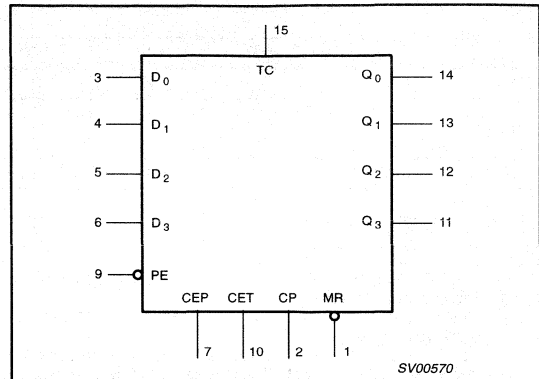 15
TC
3 D0 Q0 14
4 D1 Q1 13
5 D2 Q2 12
6 D3 Q3 11
9 PE
CEP CET CP MR
7 10 2 1
SV00570